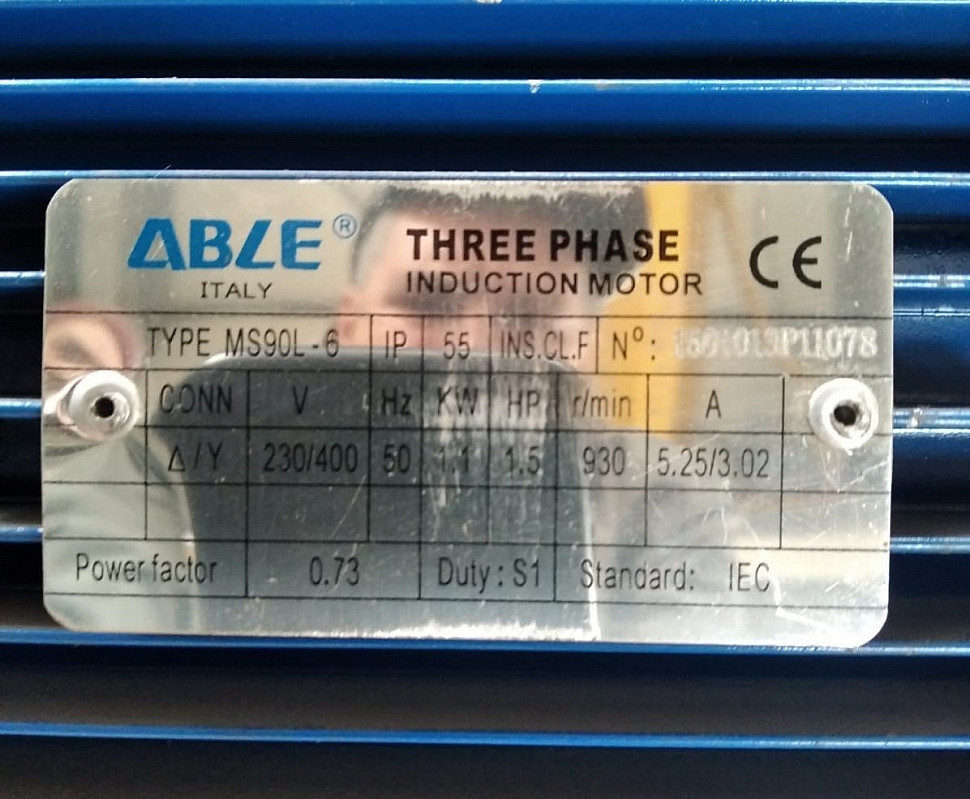 ABLE®
ITALY
THREE PHASE
INDUCTION MOTOR
CE
TYPE MS90L-6 IP 55 INS.CL.F Nº:
CONN V Hz KW HP r/min A
Δ/Y 230/400 50 1.1 1.5 930 5.25/3.02
Power factor 0.73 Duty: S1 Standard: IEC